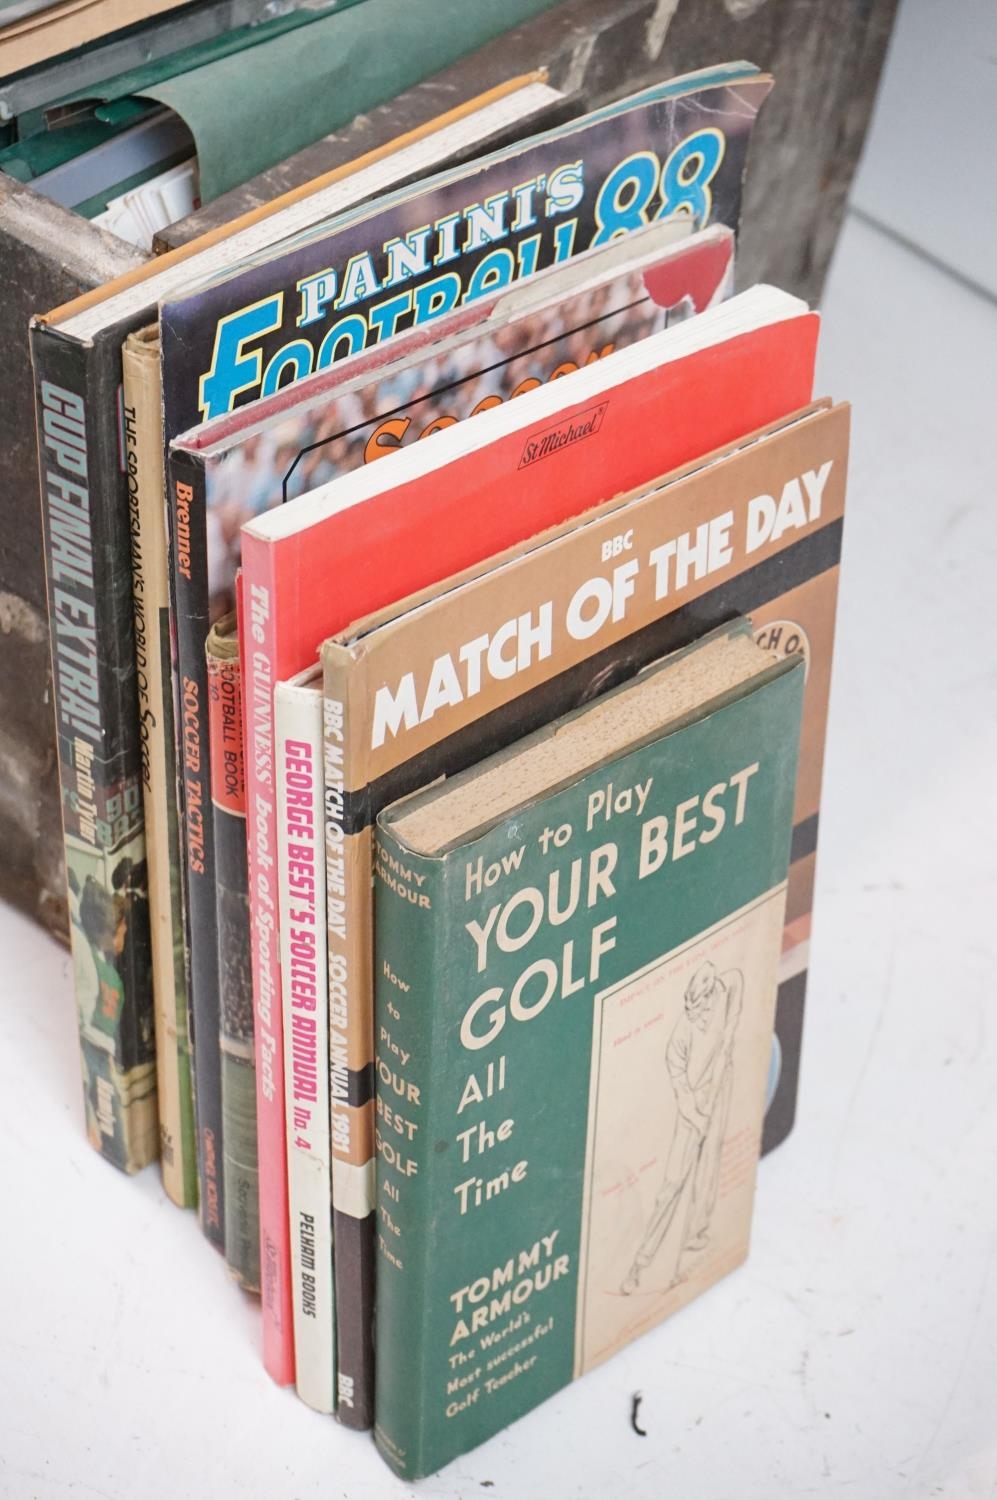 CUP FINAL EXTRA!
Martin Tyler
Hamlyn
THE SPORTSMAN'S WORLD OF Soccer
PANINI'S
FOOTBALL 88
Brenner
SOCCER TACTICS
Soccer
FOOTBALL BOOK
St Michael
The GUINNESS book of Sporting Facts
GEORGE BEST'S SOCCER ANNUAL No. 4
PELHAM BOOKS
BBC
MATCH OF THE DAY
BBC MATCH OF THE DAY SOCCER ANNUAL 1981
BBC
TOMMY
ARMOUR
How
to
Play
YOUR
BEST
GOLF
All
The
Time
How to Play
YOUR BEST
GOLF
All
The
Time
TOMMY
ARMOUR
The World's
Most successful
Golf Teacher